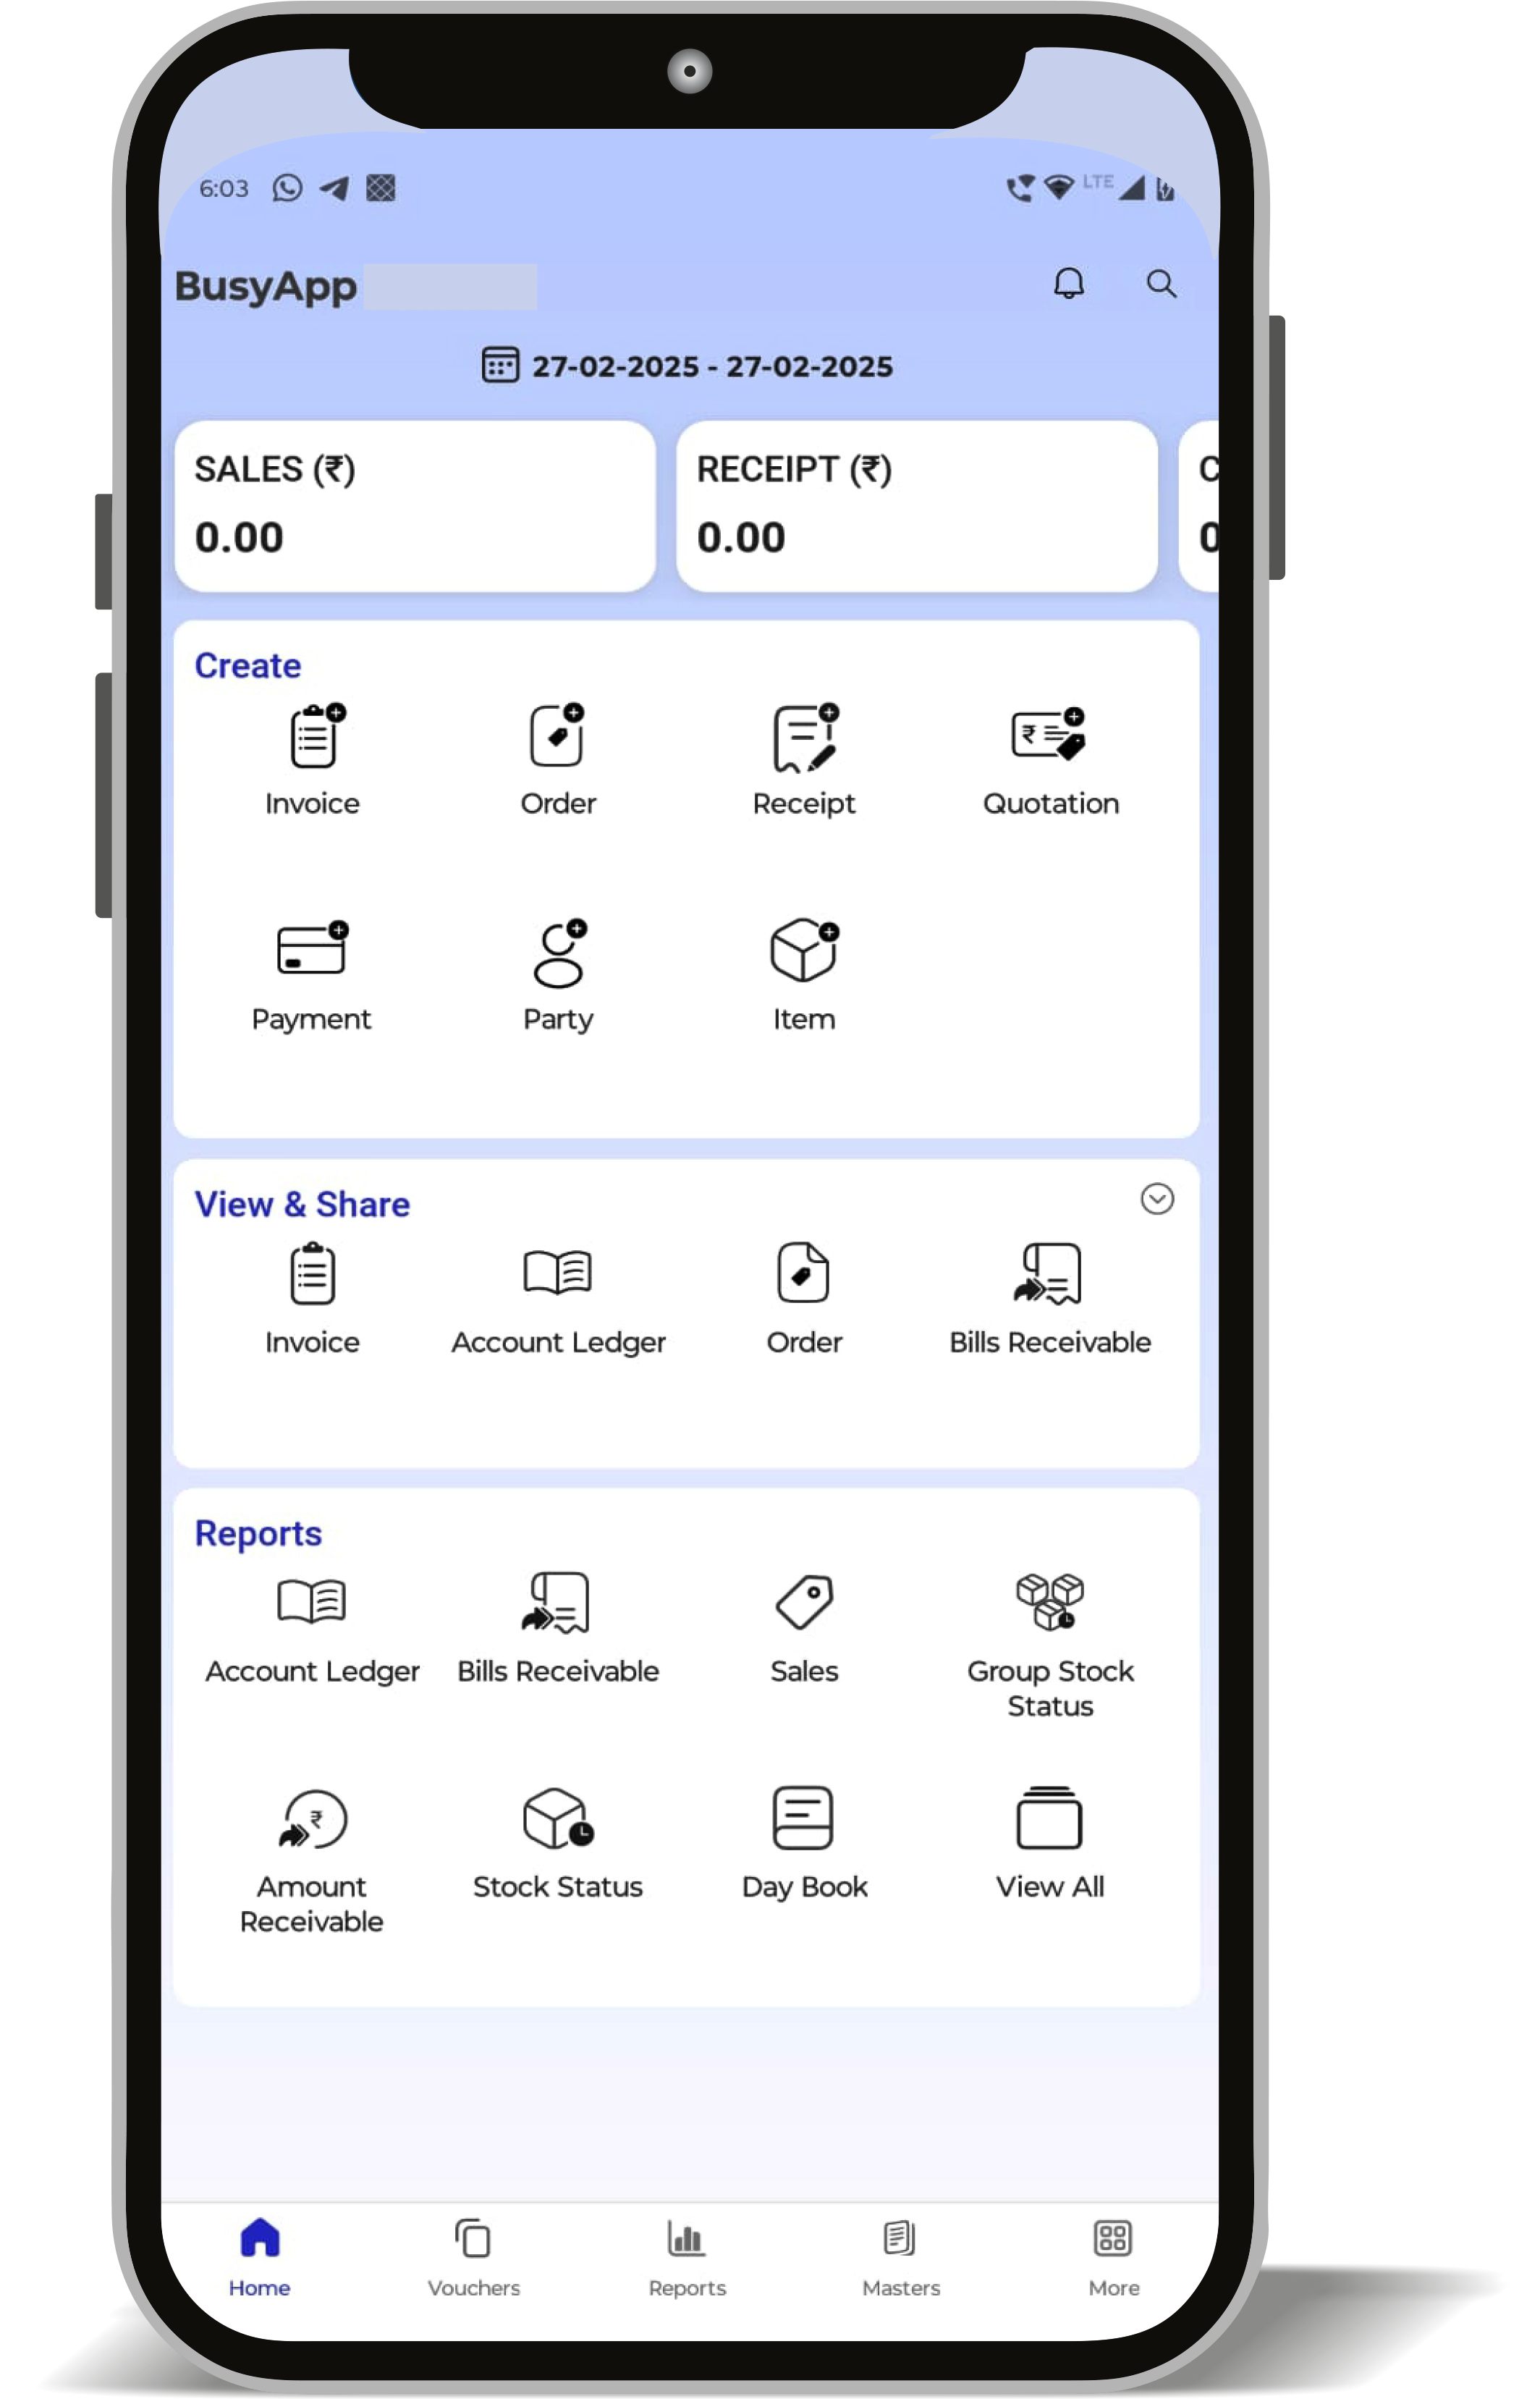 6:03 LTE
BusyApp
27-02-2025 - 27-02-2025
SALES (₹) RECEIPT (₹) C
0.00 0.00 0
Create
Invoice Order Receipt Quotation
Payment Party Item
View & Share
Invoice Account Ledger Order Bills Receivable
Reports
Account Ledger Bills Receivable Sales Group Stock
Status
Amount Stock Status Day Book View All
Receivable
Home Vouchers Reports Masters More